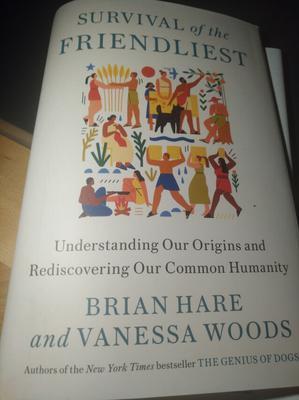 SURVIVAL of the
FRIENDLIEST
Understanding Our Origins and
Rediscovering Our Common Humanity
BRIAN HARE
and VANESSA WOODS
Authors of the New York Times bestseller THE GENIUS OF DOGS